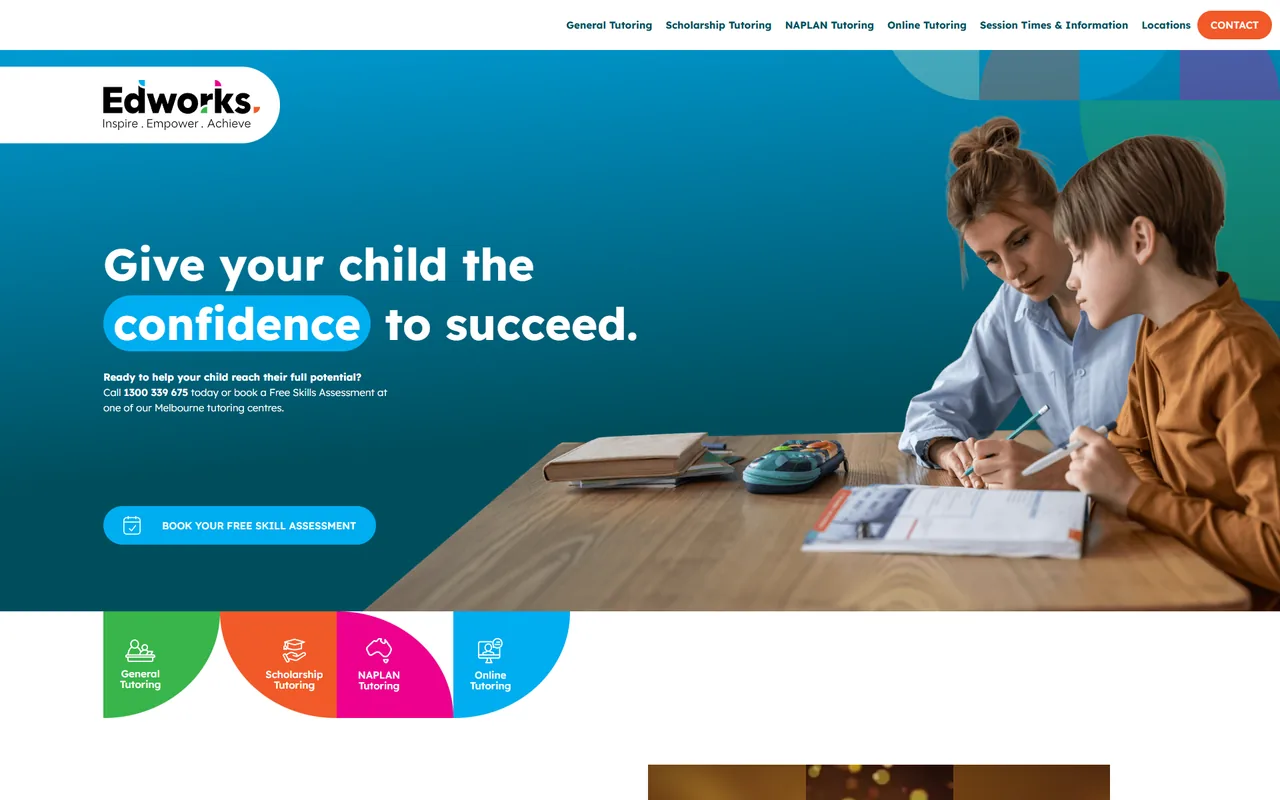 General Tutoring Scholarship Tutoring NAPLAN Tutoring Online Tutoring Session Times & Information Locations CONTACT
Edworks.
Inspire . Empower . Achieve
Give your child the
confidence to succeed.
Ready to help your child reach their full potential?
Call 1300 339 675 today or book a Free Skills Assessment at
one of our Melbourne tutoring centres.
BOOK YOUR FREE SKILL ASSESSMENT
General
Tutoring
Scholarship
Tutoring
NAPLAN
Tutoring
Online
Tutoring